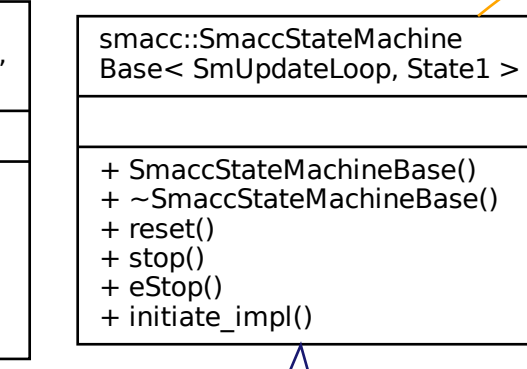 ,
smacc::SmaccStateMachine
Base< SmUpdateLoop, State1 >
+ SmaccStateMachineBase()
+ ~SmaccStateMachineBase()
+ reset()
+ stop()
+ eStop()
+ initiate_impl()